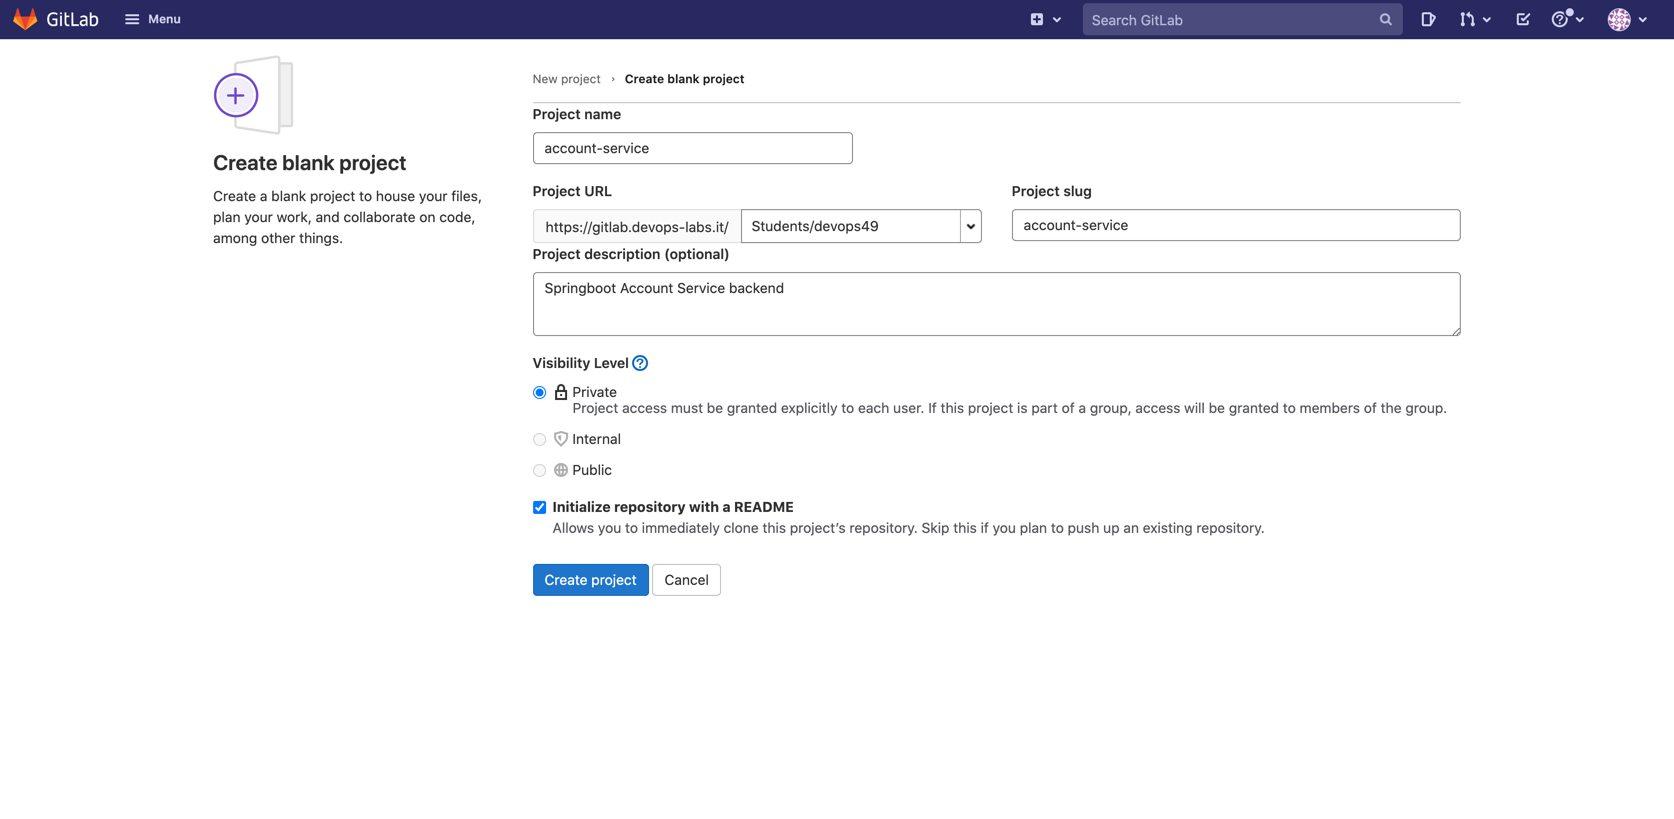 GitLab
Menu
Search GitLab
Create blank project
Create a blank project to house your files,
plan your work, and collaborate on code,
among other things.
New project › Create blank project
Project name
account-service
Project URL
https://gitlab.devops-labs.it/ Students/devops49
Project slug
account-service
Project description (optional)
Springboot Account Service backend
Visibility Level
Private
Project access must be granted explicitly to each user. If this project is part of a group, access will be granted to members of the group.
Internal
Public
Initialize repository with a README
Allows you to immediately clone this project’s repository. Skip this if you plan to push up an existing repository.
Create project
Cancel